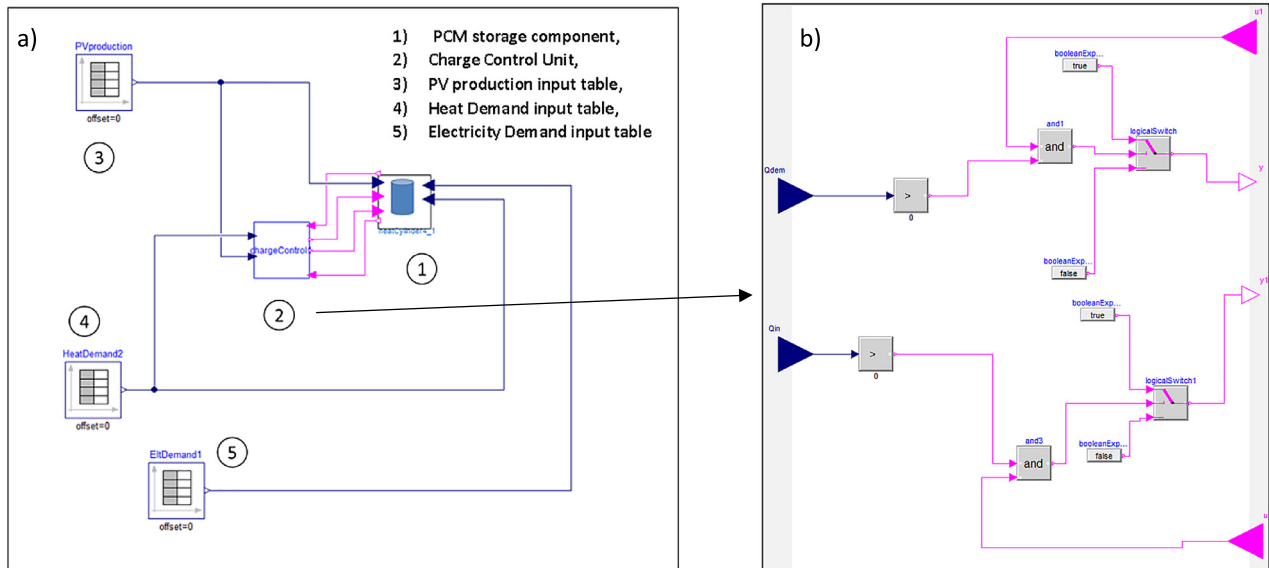 a)
PVproduction
offset=0
3
1) PCM storage component,
2) Charge Control Unit,
3) PV production input table,
4) Heat Demand input table,
5) Electricity Demand input table
chargeControl
1
2
4
HeatDemand2
offset=0
5
EltDemand1
offset=0
b)
u1
booleanExp...
true
and1
and
logicalSwitch
y
Qdem
>
0
booleanExp...
false
booleanExp...
true
y1
Qin
>
0
logicalSwitch1
and3
and
booleanExp...
false
u